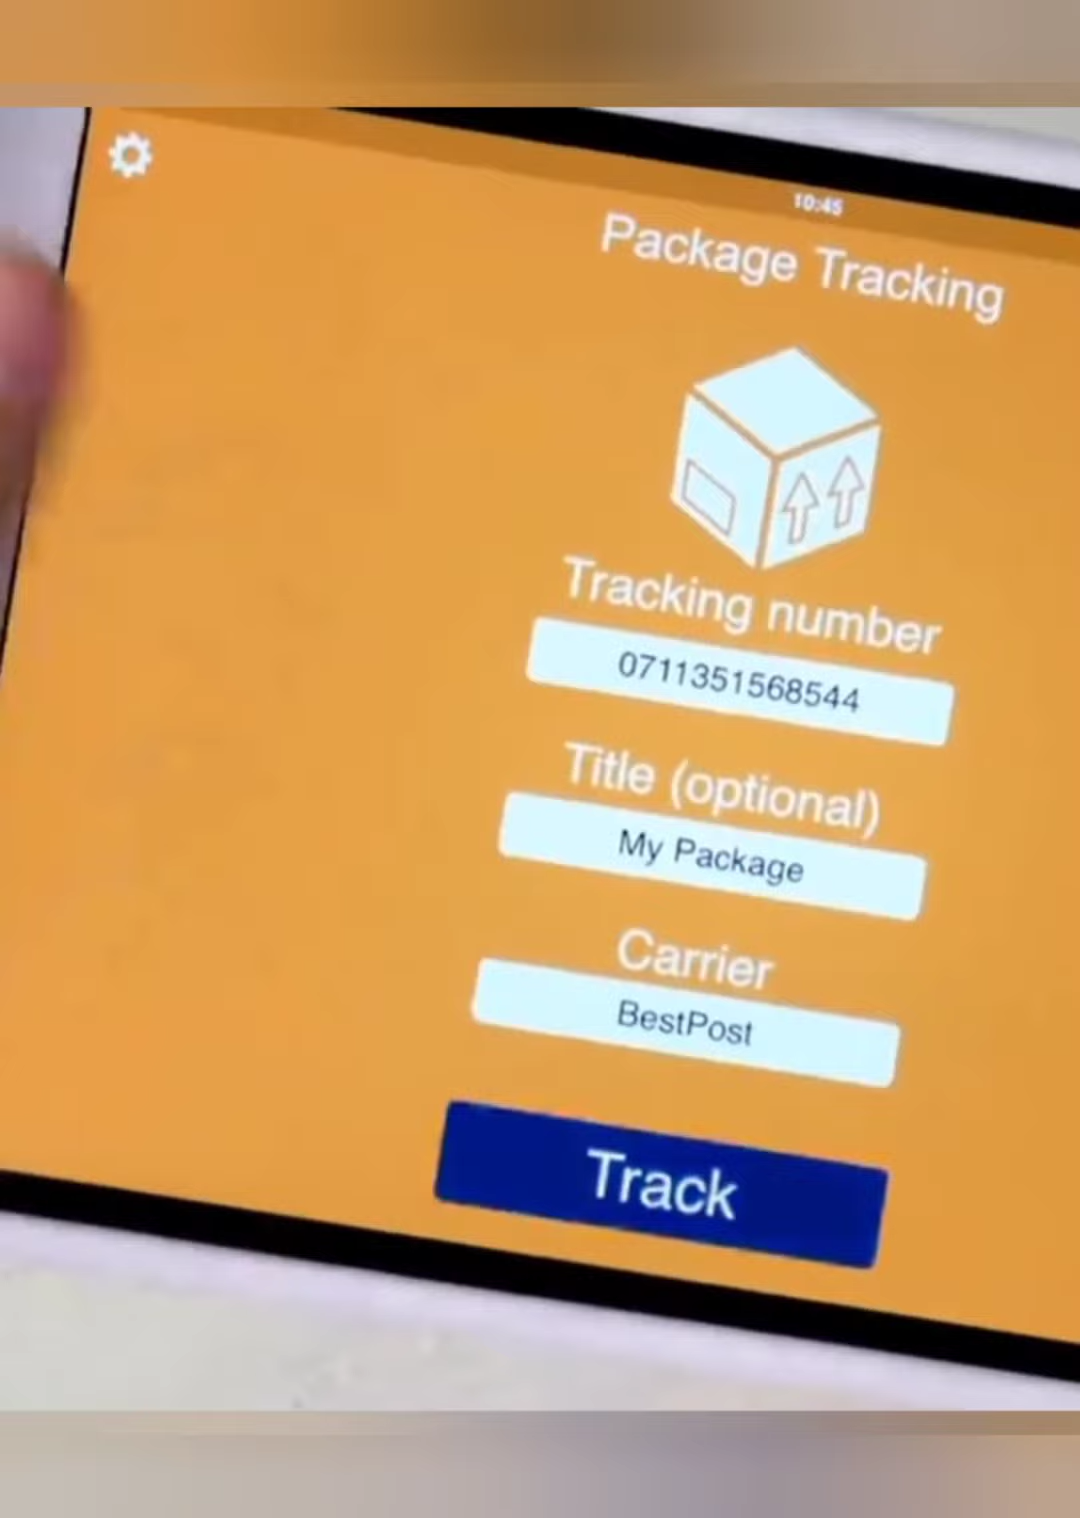 10:45
Package Tracking
Tracking number
0711351568544
Title (optional)
My Package
Carrier
BestPost
Track